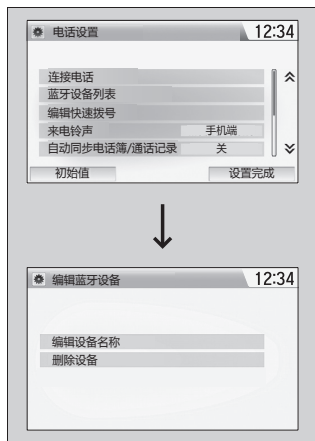 电话设置 12:34
连接电话
蓝牙设备列表
编辑快速拨号
来电铃声 手机端
自动同步电话簿/通话记录 关
初始值 设置完成
编辑蓝牙设备 12:34
编辑设备名称
删除设备